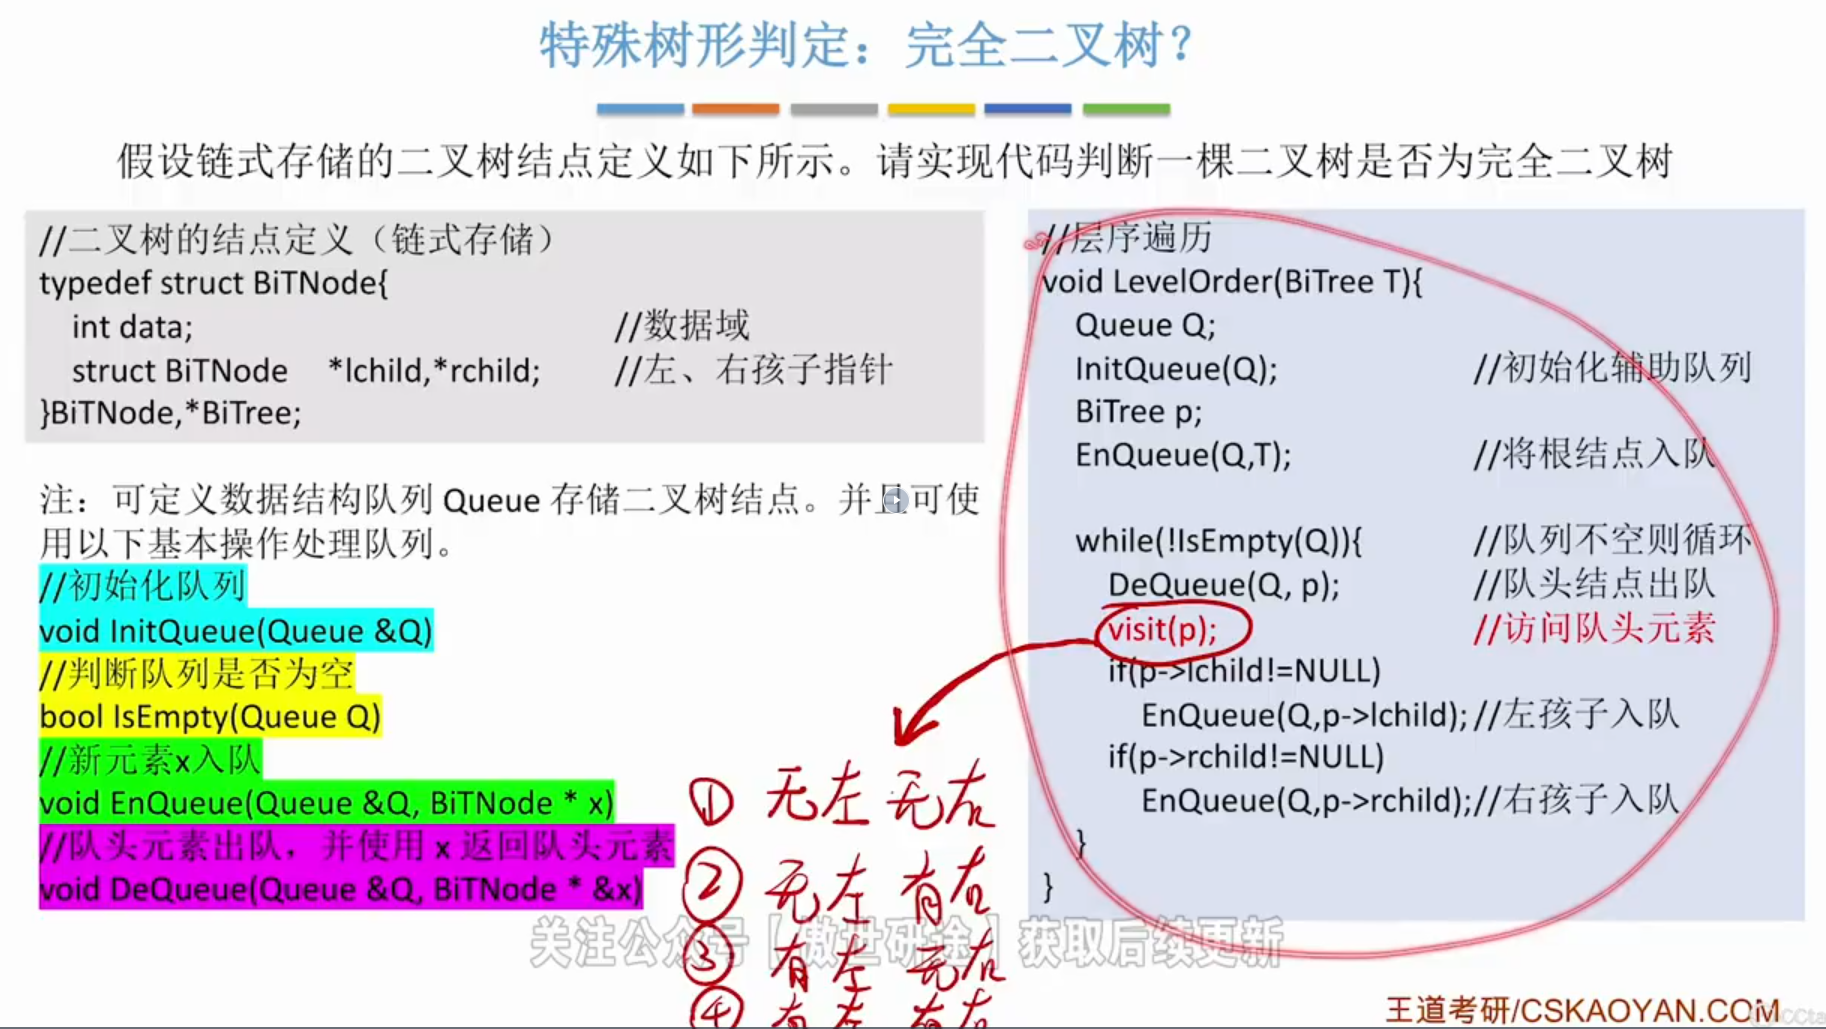 特殊树形判定：完全二叉树？
假设链式存储的二叉树结点定义如下所示。请实现代码判断一棵二叉树是否为完全二叉树
//二叉树的结点定义（链式存储）
typedef struct BiTNode{
int data; //数据域
struct BiTNode *lchild,*rchild; //左、右孩子指针
}BiTNode,*BiTree;
注：可定义数据结构队列 Queue 存储二叉树结点。并且可使
用以下基本操作处理队列。
//初始化队列
void InitQueue(Queue &Q)
//判断队列是否为空
bool IsEmpty(Queue Q)
//新元素x入队
void EnQueue(Queue &Q, BiTNode * x)
//队头元素出队，并使用 x 返回队头元素
void DeQueue(Queue &Q, BiTNode * &x)
//层序遍历
void LevelOrder(BiTree T){
Queue Q;
InitQueue(Q); //初始化辅助队列
BiTree p;
EnQueue(Q,T); //将根结点入队
while(!IsEmpty(Q)){ //队列不空则循环
DeQueue(Q, p); //队头结点出队
visit(p); //访问队头元素
if(p->lchild!=NULL)
EnQueue(Q,p->lchild); //左孩子入队
if(p->rchild!=NULL)
EnQueue(Q,p->rchild); //右孩子入队
}
}
① 无左 无右
② 无左 有右
③ 有左 无右
④ 有左 有右
关注公众号【傲世研途】获取后续更新
王道考研/CSKAOYAN.COM